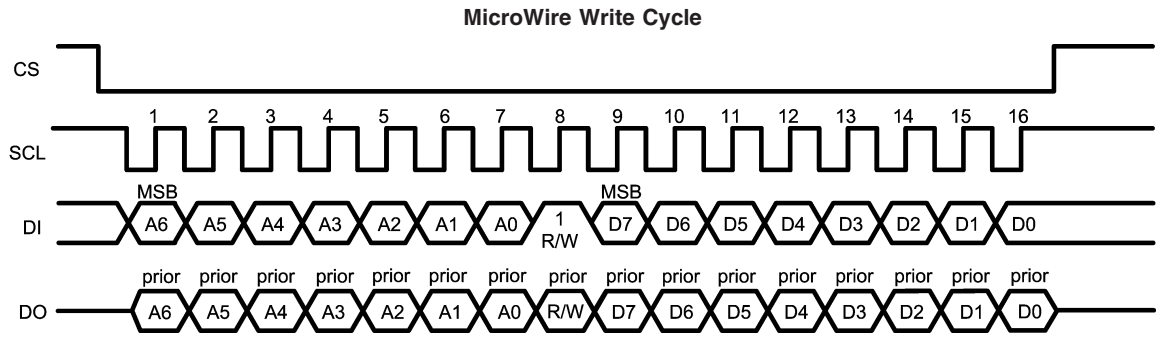 MicroWire Write Cycle
CS
1 2 3 4 5 6 7 8 9 10 11 12 13 14 15 16
SCL
MSB MSB
DI A6 A5 A4 A3 A2 A1 A0 1 D7 D6 D5 D4 D3 D2 D1 D0
R/W
prior prior prior prior prior prior prior prior prior prior prior prior prior prior prior prior
DO A6 A5 A4 A3 A2 A1 A0 R/W D7 D6 D5 D4 D3 D2 D1 D0